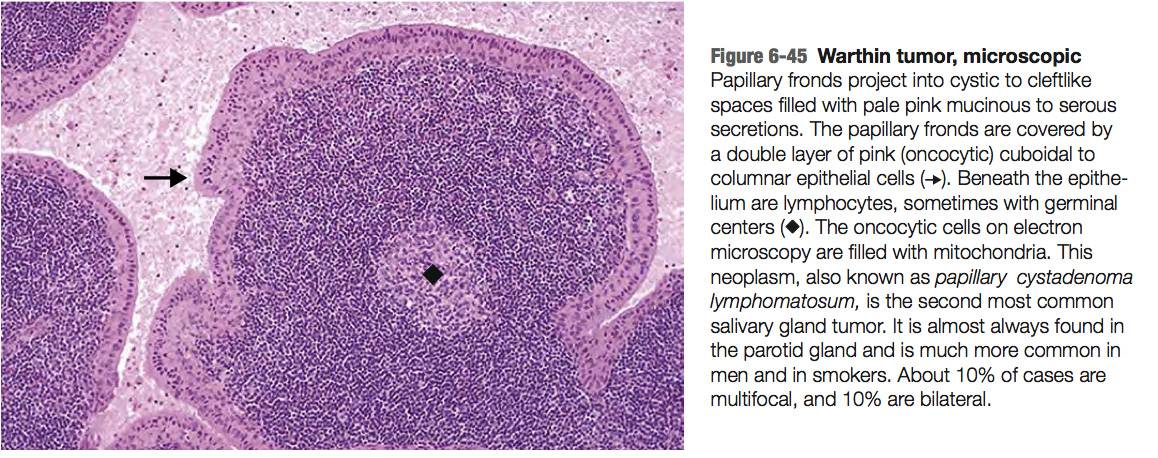 Figure 6-45 Warthin tumor, microscopic
Papillary fronds project into cystic to cleftlike
spaces filled with pale pink mucinous to serous
secretions. The papillary fronds are covered by
a double layer of pink (oncocytic) cuboidal to
columnar epithelial cells (→). Beneath the epithe-
lium are lymphocytes, sometimes with germinal
centers (◆). The oncocytic cells on electron
microscopy are filled with mitochondria. This
neoplasm, also known as papillary cystadenoma
lymphomatosum, is the second most common
salivary gland tumor. It is almost always found in
the parotid gland and is much more common in
men and in smokers. About 10% of cases are
multifocal, and 10% are bilateral.